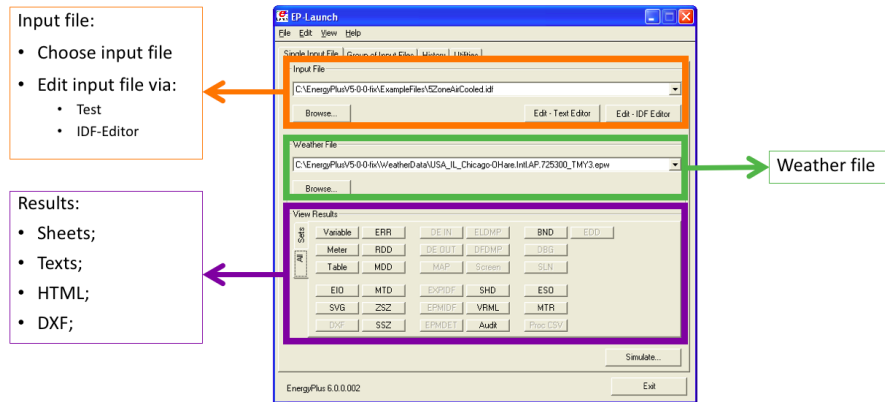 Input file:
• Choose input file
• Edit input file via:
• Test
• IDF-Editor
Results:
• Sheets;
• Texts;
• HTML;
• DXF;
EP-Launch
File Edit View Help
Single Input File Group of Input Files History Utilities
Input File
C:\EnergyPlusV5-0-0-fix\ExampleFiles\5ZoneAirCooled.idf
Browse... Edit - Text Editor Edit - IDF Editor
Weather File
C:\EnergyPlusV5-0-0-fix\WeatherData\USA_IL_Chicago-OHare.Intl.AP.725300_TMY3.epw
Browse...
View Results
Sets
All
Variable ERR DE IN ELDMP BND EDD
Meter RDD DE OUT DFDMP DBG
Table MDD MAP Screen SLN
EIO MTD EXPIDF SHD ESO
SVG ZSZ EPMIDF VRML MTR
DXF SSZ EPMDET Audit Proc CSV
Simulate...
EnergyPlus 6.0.0.002 Exit
Weather file